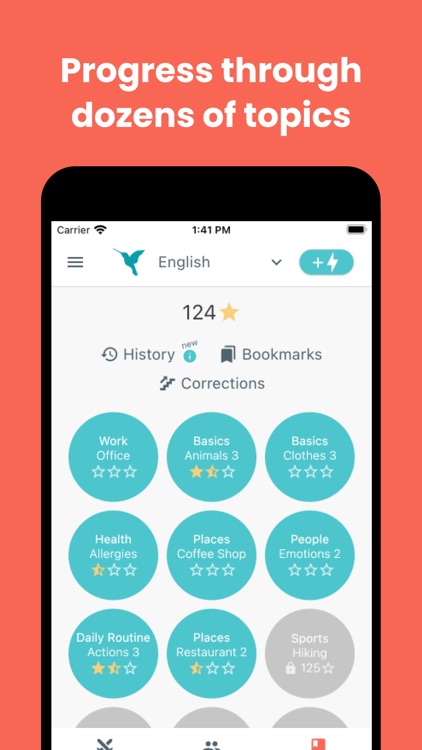 Progress through
dozens of topics
Carrier 1:41 PM
English +
124
History new Bookmarks
Corrections
Work
Office
Basics
Animals 3
Basics
Clothes 3
Health
Allergies
Places
Coffee Shop
People
Emotions 2
Daily Routine
Actions 3
Places
Restaurant 2
Sports
Hiking
125